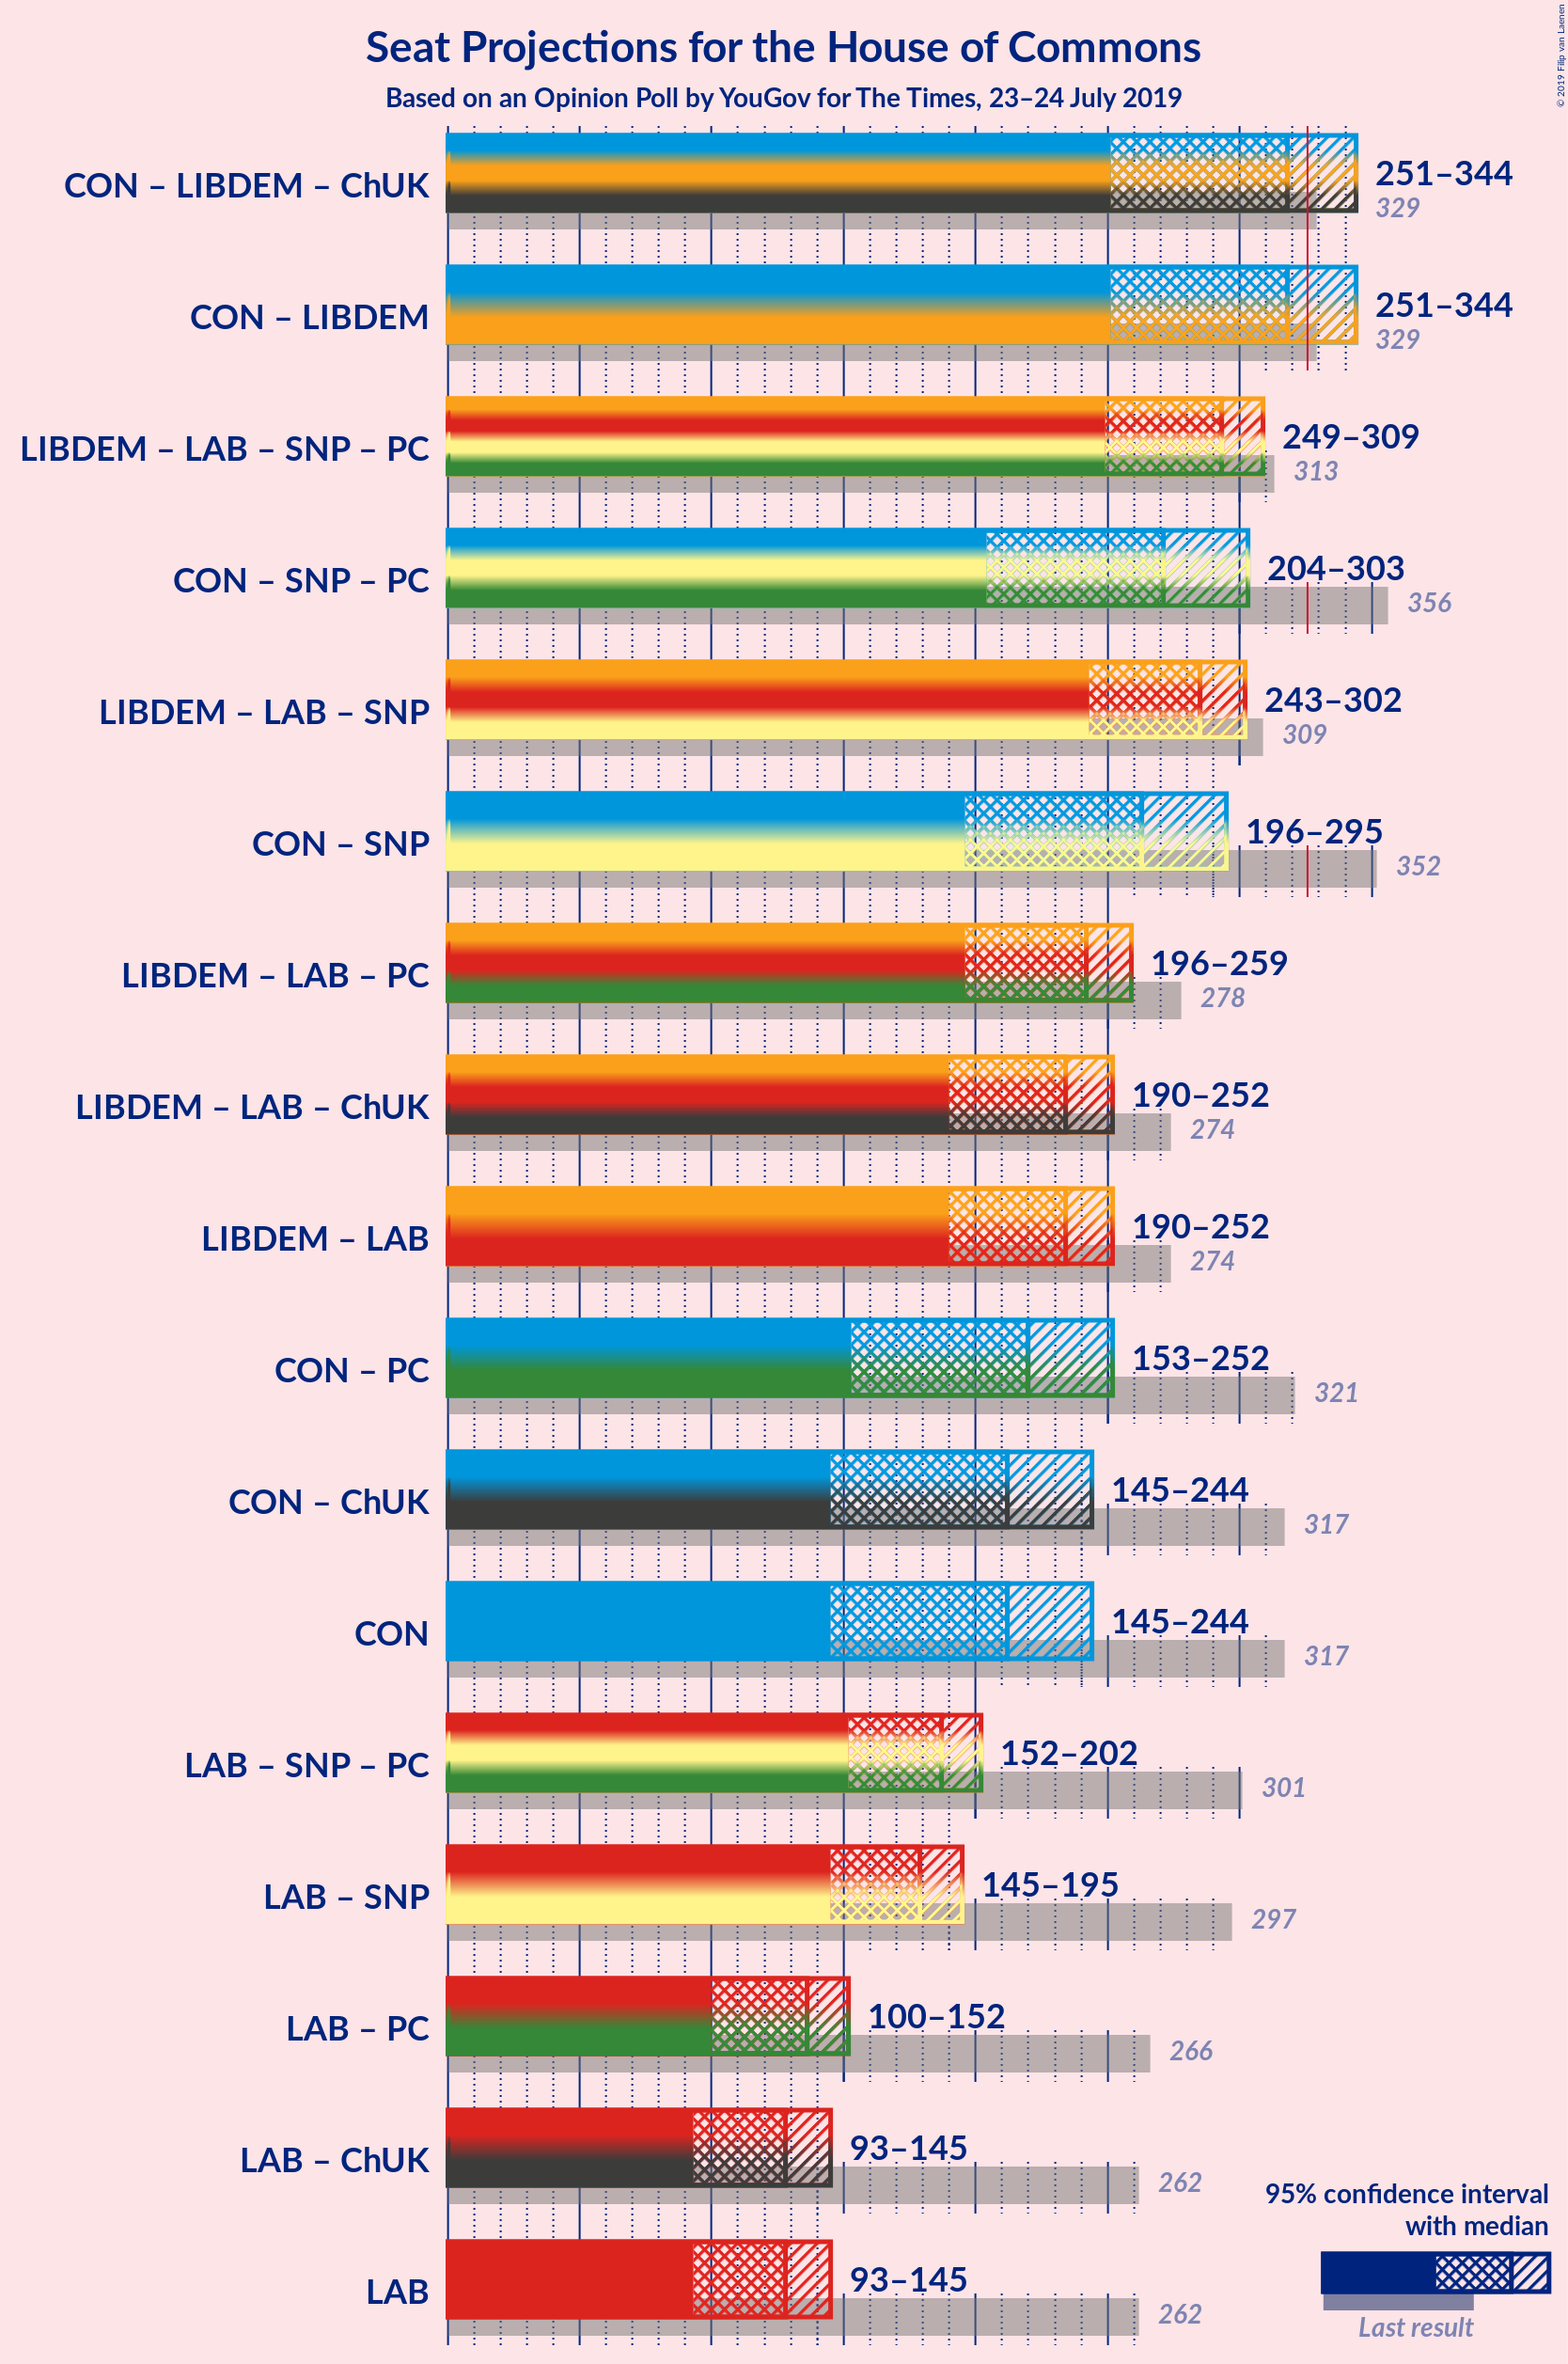 © 2019 Filip van Laenen
Seat Projections for the House of Commons
Based on an Opinion Poll by YouGov for The Times, 23–24 July 2019
CON – LIBDEM – ChUK
251–344
329
CON – LIBDEM
251–344
329
LIBDEM – LAB – SNP – PC
249–309
313
CON – SNP – PC
204–303
356
LIBDEM – LAB – SNP
243–302
309
CON – SNP
196–295
352
LIBDEM – LAB – PC
196–259
278
LIBDEM – LAB – ChUK
190–252
274
LIBDEM – LAB
190–252
274
CON – PC
153–252
321
CON – ChUK
145–244
317
CON
145–244
317
LAB – SNP – PC
152–202
301
LAB – SNP
145–195
297
LAB – PC
100–152
266
LAB – ChUK
93–145
262
LAB
93–145
262
95% confidence interval
with median
Last result